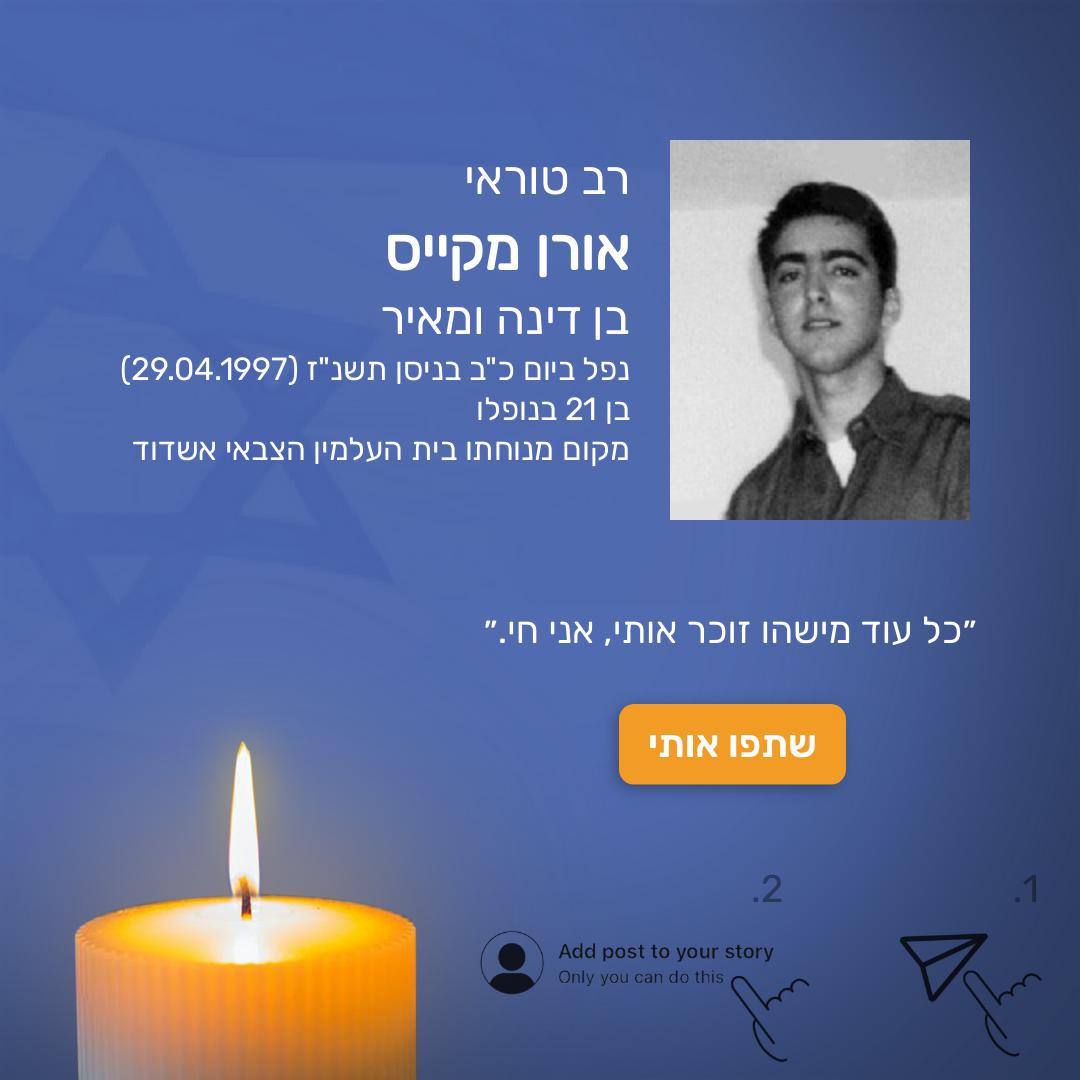 רב טוראי
אורן מקייס
בן דינה ומאיר
נפל ביום כ"ב בניסן תשנ"ז (29.04.1997)
בן 21 בנופלו
מקום מנוחתו בית העלמין הצבאי אשדוד
״כל עוד מישהו זוכר אותי, אני חי.״
שתפו אותי
.1
.2
Add post to your story
Only you can do this